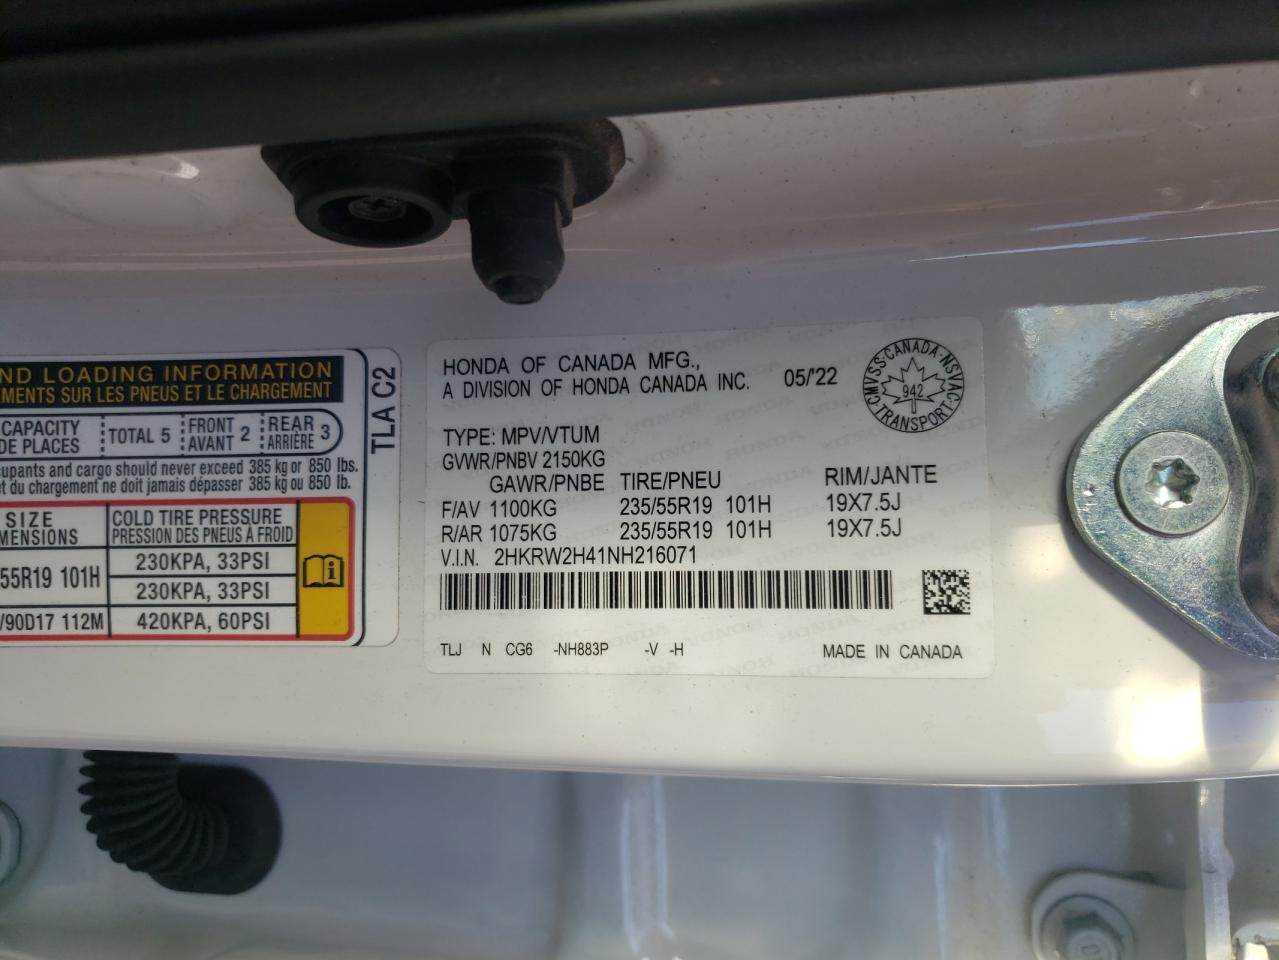 ND LOADING INFORMATION
MENTS SUR LES PNEUS ET LE CHARGEMENT
CAPACITY
DE PLACES
TOTAL 5
FRONT
AVANT 2
REAR
ARRIÈRE 3
cupants and cargo should never exceed 385 kg or 850 lbs.
et du chargement ne doit jamais dépasser 385 kg ou 850 lb.
SIZE
MENSIONS
COLD TIRE PRESSURE
PRESSION DES PNEUS À FROID
55R19 101H
230KPA, 33PSI
230KPA, 33PSI
/90D17 112M
420KPA, 60PSI
TLA C2
HONDA OF CANADA MFG.,
A DIVISION OF HONDA CANADA INC.
05/'22
CMVSS-CANADA-NSVAC
942
TRANSPORT
TYPE: MPV/VTUM
GVWR/PNBV 2150KG
GAWR/PNBE TIRE/PNEU RIM/JANTE
F/AV 1100KG 235/55R19 101H 19X7.5J
R/AR 1075KG 235/55R19 101H 19X7.5J
V.I.N. 2HKRW2H41NH216071
TLJ N CG6 -NH883P -V -H MADE IN CANADA